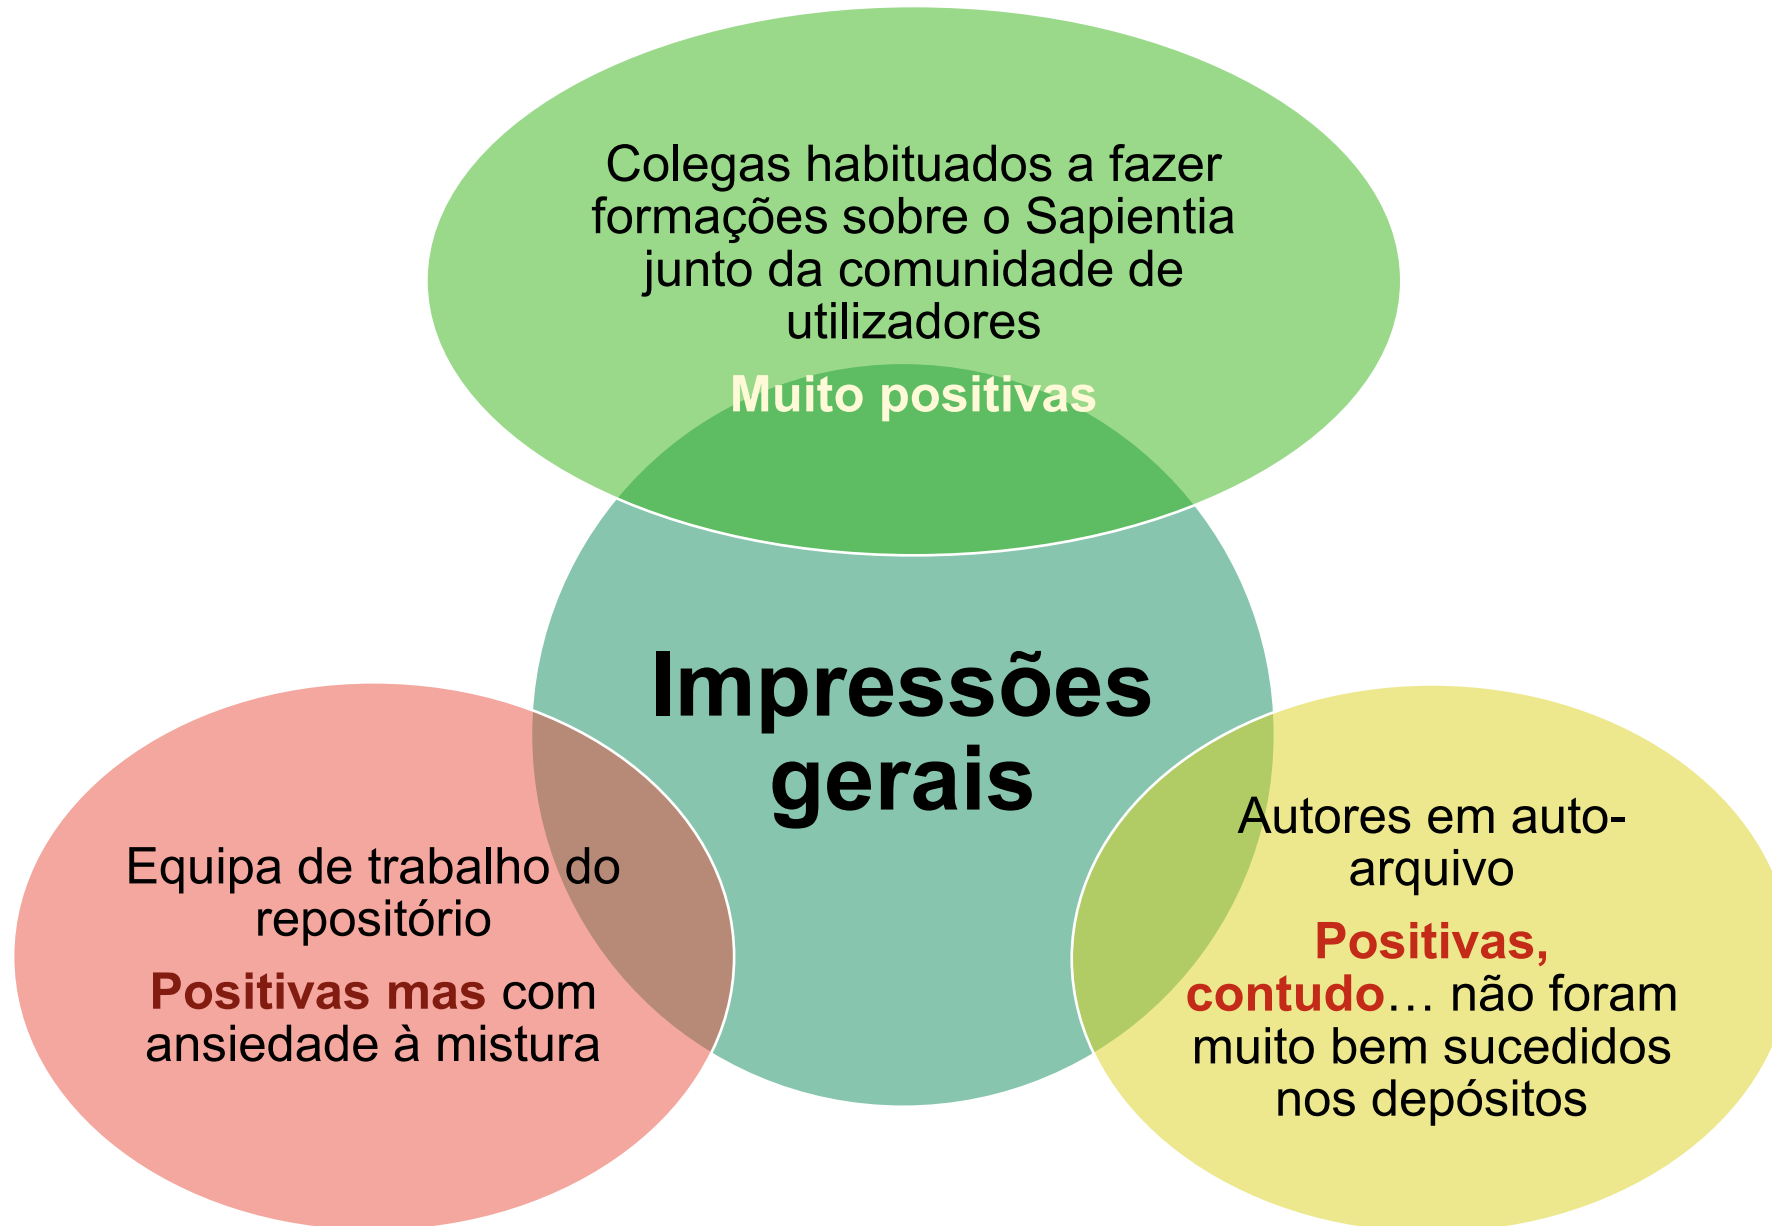 Colegas habituados a fazer
formações sobre o Sapientia
junto da comunidade de
utilizadores
Muito positivas
Impressões
gerais
Equipa de trabalho do
repositório
Positivas mas com
ansiedade à mistura
Autores em auto-
arquivo
Positivas,
contudo… não foram
muito bem sucedidos
nos depósitos